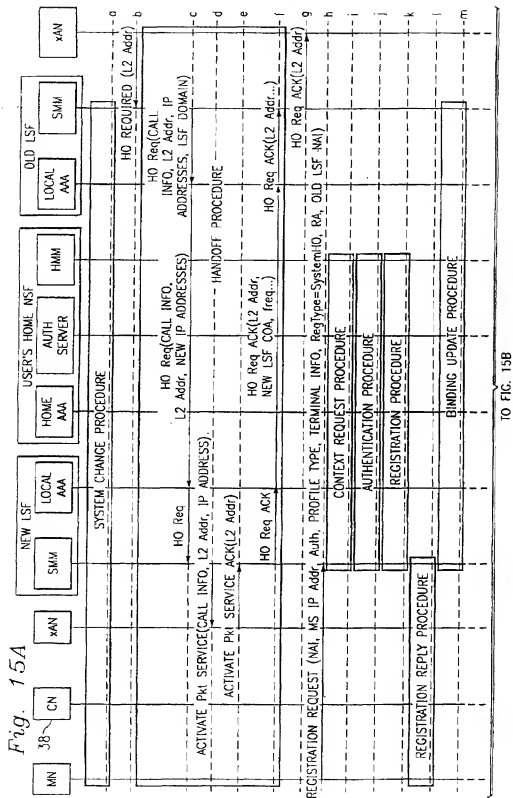 Fig. 15A
38
MN
CN
xAN
NEW LSF
SMM
LOCAL
AAA
USER'S HOME NSF
HOME
AAA
AUTH
SERVER
HMM
OLD LSF
LOCAL
AAA
SMM
xAN
SYSTEM CHANGE PROCEDURE
a
HO REQUIRED (L2 Addr)
b
HO Req(CALL
INFO, L2 Addr, IP
ADDRESSES, LSF DOMAIN)
HO Req(CALL INFO,
L2 Addr, NEW IP ADDRESSES)
HO Req
c
ACTIVATE Pkt SERVICE(CALL INFO, L2 Addr, IP ADDRESS)
d
HANDOFF PROCEDURE
ACTIVATE Pkt SERVICE ACK(L2 Addr)
e
HO Req ACK(L2 Addr,
NEW LSF COA, freq...)
HO Req ACK
HO Req ACK(L2 Addr...)
f
HO Req ACK(L2 Addr)
g
REGISTRATION REQUEST (NAI, MS IP Addr, Auth, PROFILE TYPE, TERMINAL INFO, RegType=SystemHO, RA, OLD LSF NAI)
h
CONTEXT REQUEST PROCEDURE
i
AUTHENTICATION PROCEDURE
j
REGISTRATION PROCEDURE
k
REGISTRATION REPLY PROCEDURE
l
BINDING UPDATE PROCEDURE
m
TO FIG. 15B